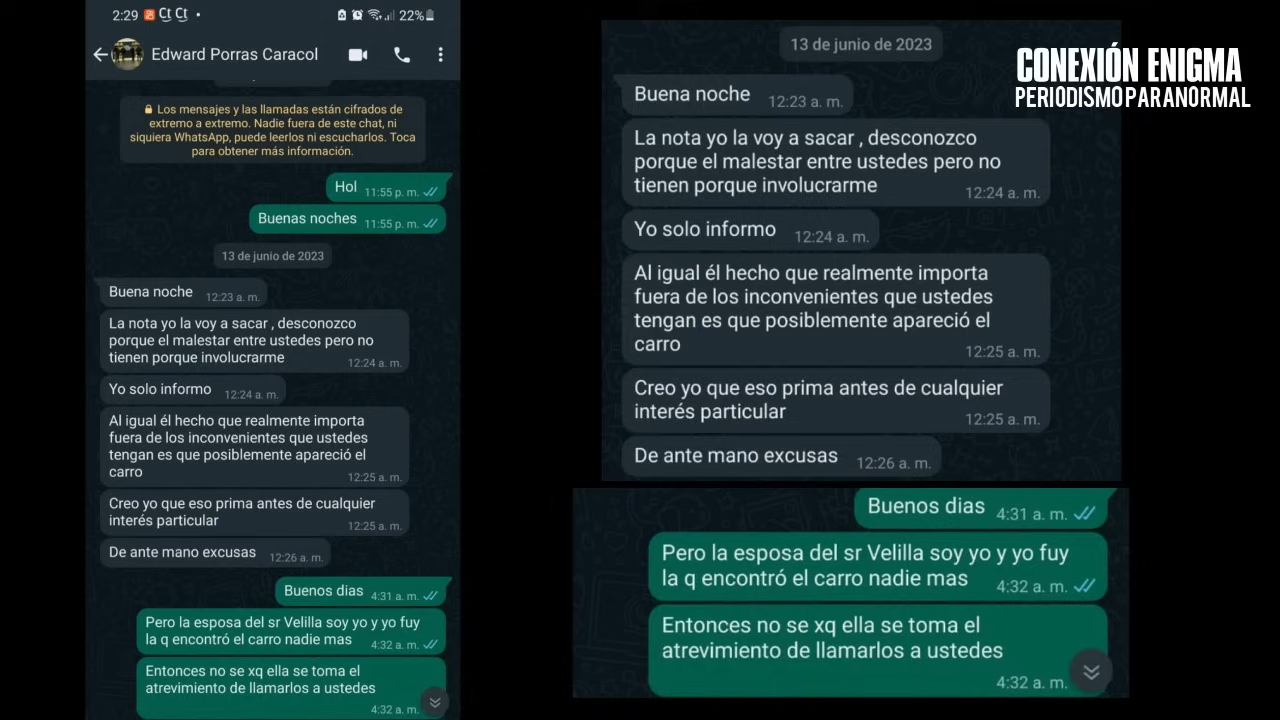 2:29 Ct Ct • 22%
Edward Porras Caracol
Los mensajes y las llamadas están cifrados de
extremo a extremo. Nadie fuera de este chat, ni
siquiera WhatsApp, puede leerlos ni escucharlos. Toca
para obtener más información.
Hol 11:55 p. m.
Buenas noches 11:55 p. m.
13 de junio de 2023
Buena noche 12:23 a. m.
La nota yo la voy a sacar , desconozco
porque el malestar entre ustedes pero no
tienen porque involucrarme 12:24 a. m.
Yo solo informo 12:24 a. m.
Al igual él hecho que realmente importa
fuera de los inconvenientes que ustedes
tengan es que posiblemente apareció el
carro 12:25 a. m.
Creo yo que eso prima antes de cualquier
interés particular 12:25 a. m.
De ante mano excusas 12:26 a. m.
Buenos dias 4:31 a. m.
Pero la esposa del sr Velilla soy yo y yo fuy
la q encontró el carro nadie mas 4:32 a. m.
Entonces no se xq ella se toma el
atrevimiento de llamarlos a ustedes
4:32 a. m.
13 de junio de 2023
Buena noche 12:23 a. m.
La nota yo la voy a sacar , desconozco
porque el malestar entre ustedes pero no
tienen porque involucrarme 12:24 a. m.
Yo solo informo 12:24 a. m.
Al igual él hecho que realmente importa
fuera de los inconvenientes que ustedes
tengan es que posiblemente apareció el
carro 12:25 a. m.
Creo yo que eso prima antes de cualquier
interés particular 12:25 a. m.
De ante mano excusas 12:26 a. m.
Buenos dias 4:31 a. m.
Pero la esposa del sr Velilla soy yo y yo fuy
la q encontró el carro nadie mas 4:32 a. m.
Entonces no se xq ella se toma el
atrevimiento de llamarlos a ustedes
4:32 a. m.
CONEXIÓN ENIGMA
PERIODISMO PARANORMAL